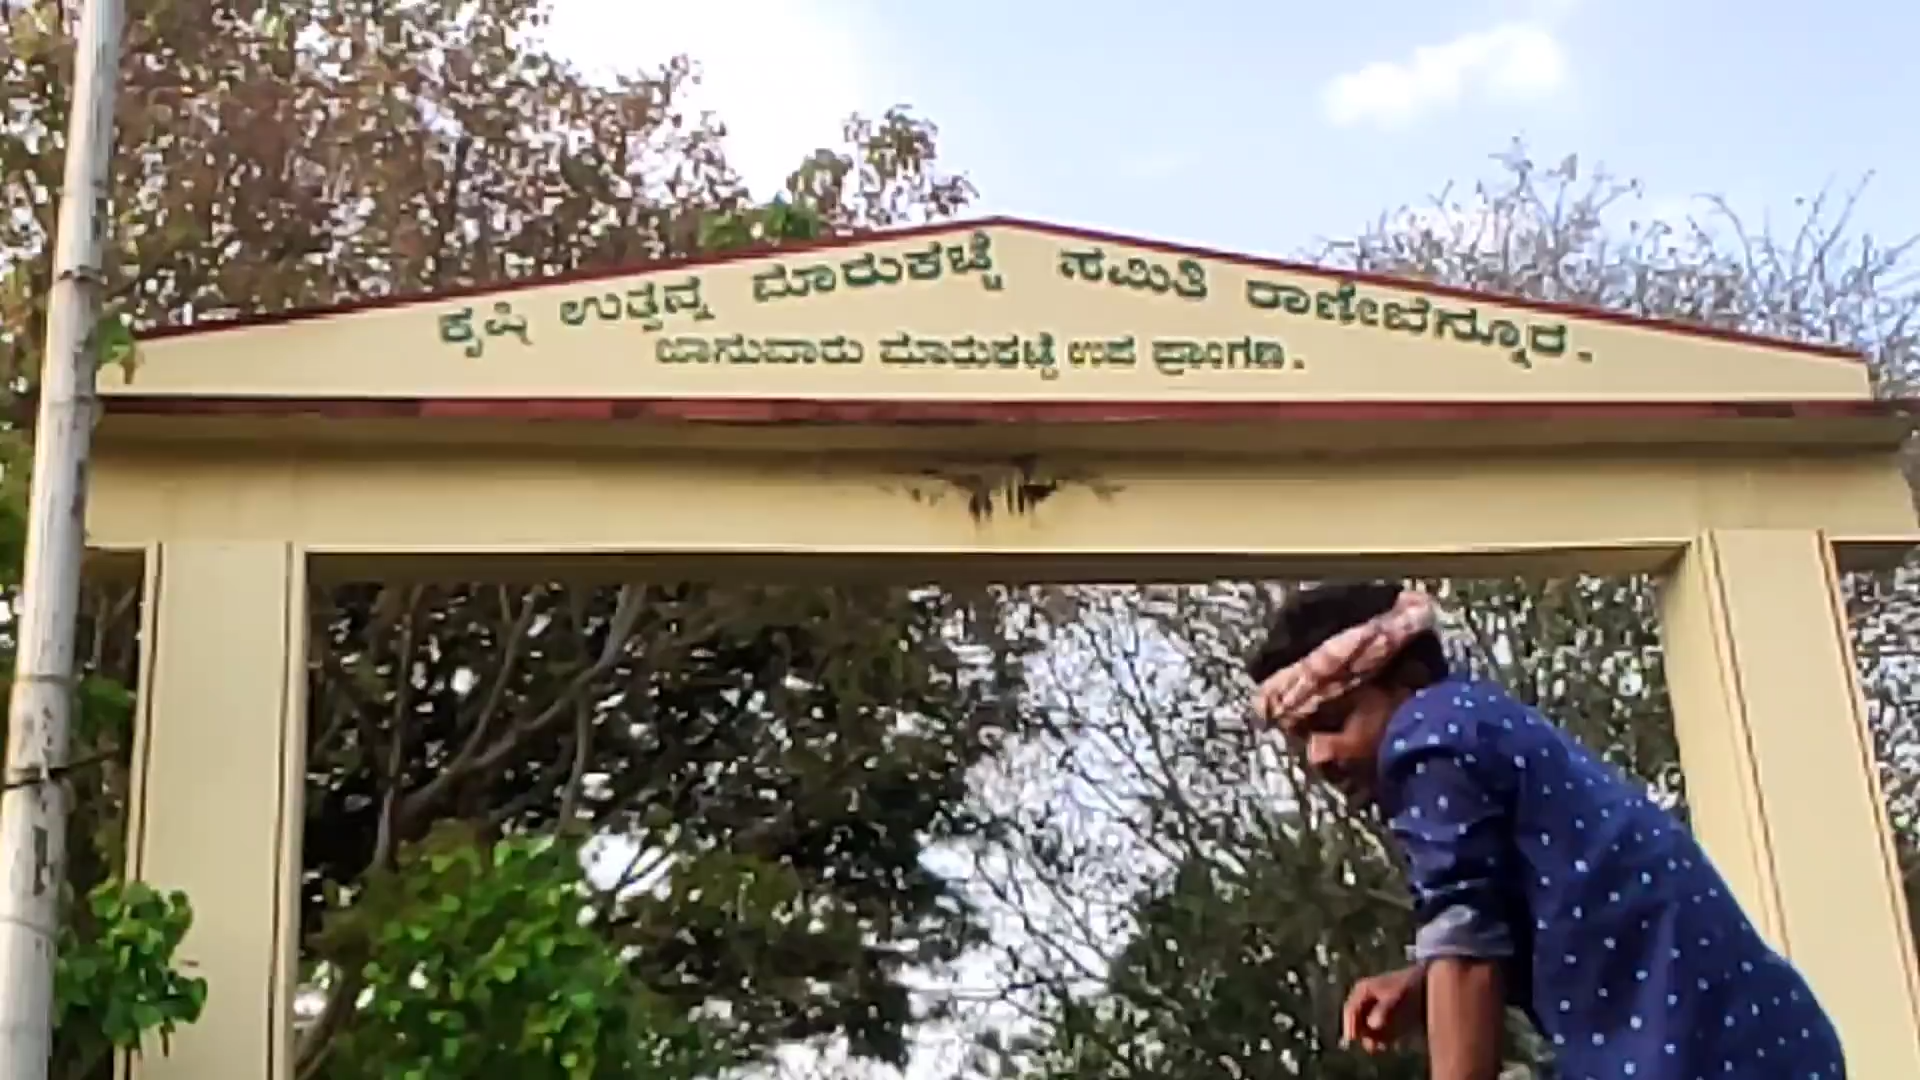 ಕೃಷಿ ಉತ್ಪನ್ನ ಮಾರುಕಟ್ಟೆ ಸಮಿತಿ ರಾಣೇಬೆನ್ನೂರ.
ಜಾನುವಾರು ಮಾರುಕಟ್ಟೆ ಉಪ ಪ್ರಾಂಗಣ.